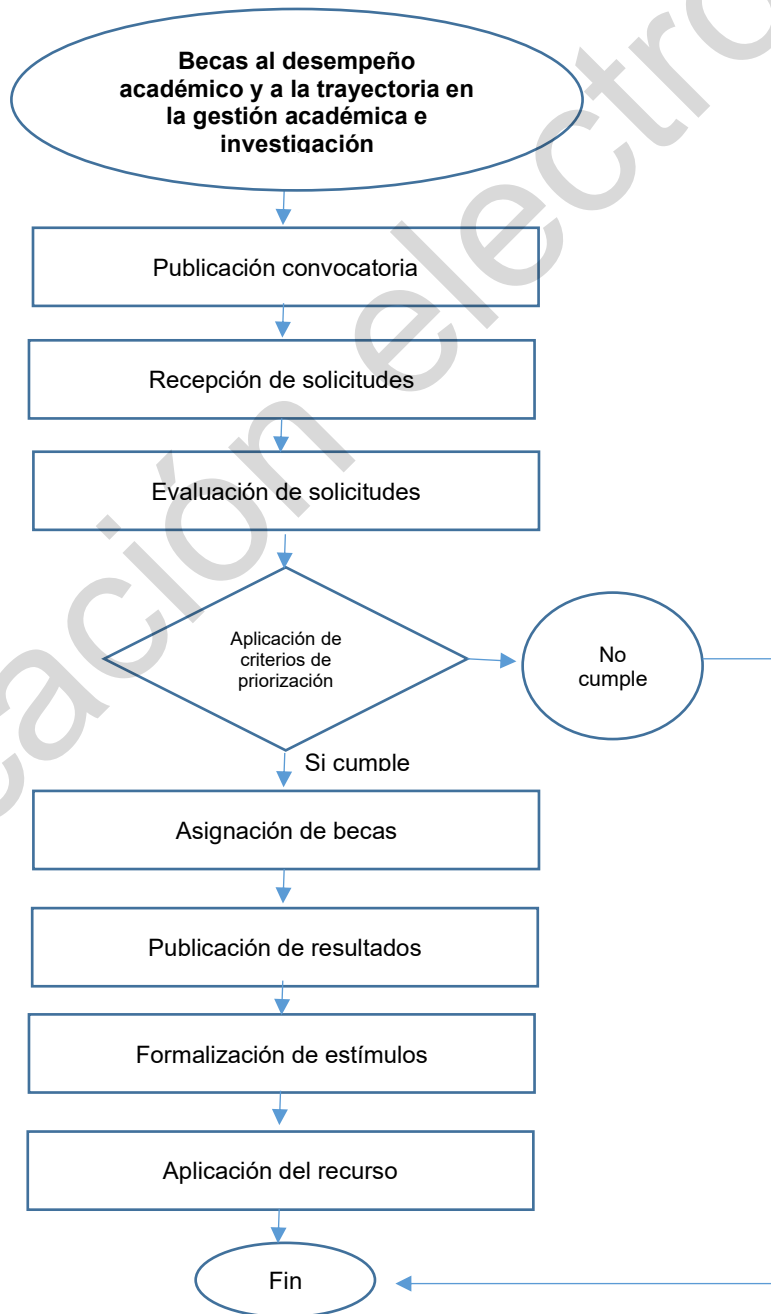 Becas al desempeño
académico y a la trayectoria en
la gestión académica e
investigación
Publicación convocatoria
Recepción de solicitudes
Evaluación de solicitudes
Aplicación de
criterios de
priorización
No
cumple
Si cumple
Asignación de becas
Publicación de resultados
Formalización de estímulos
Aplicación del recurso
Fin